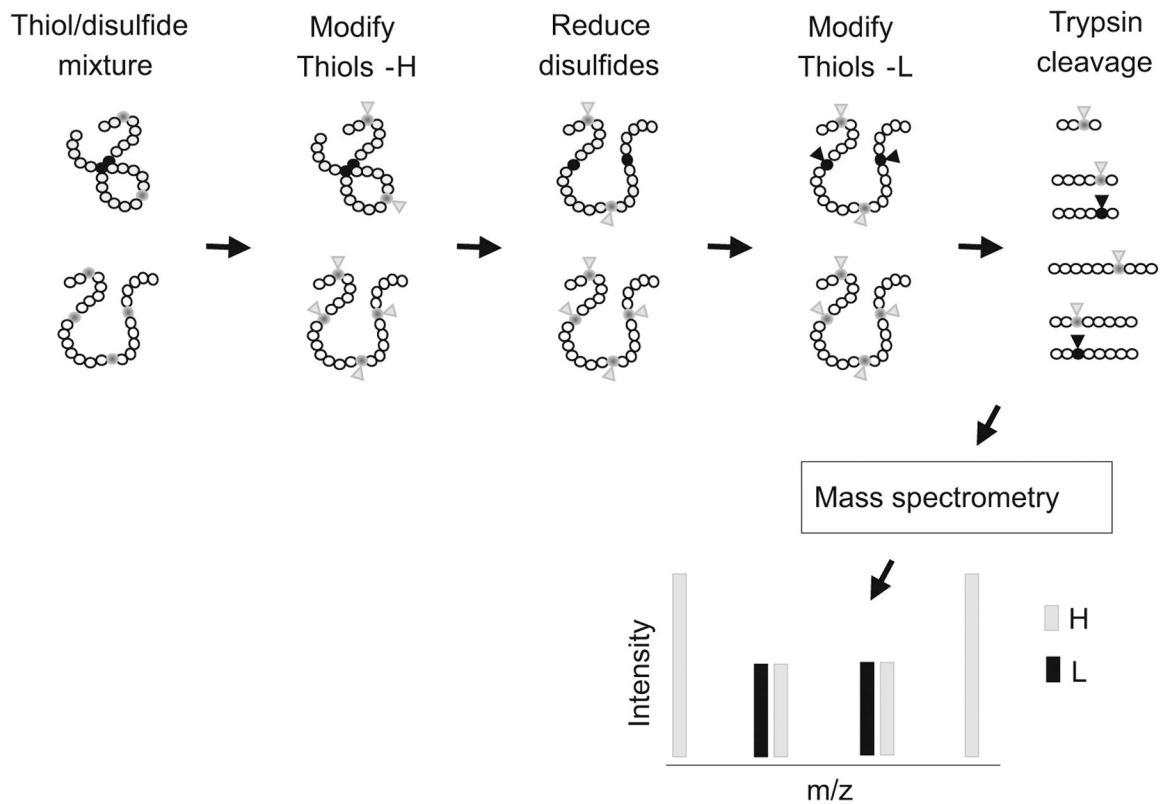 Thiol/disulfide
mixture
Modify
Thiols -H
Reduce
disulfides
Modify
Thiols -L
Trypsin
cleavage
Mass spectrometry
Intensity
H
L
m/z